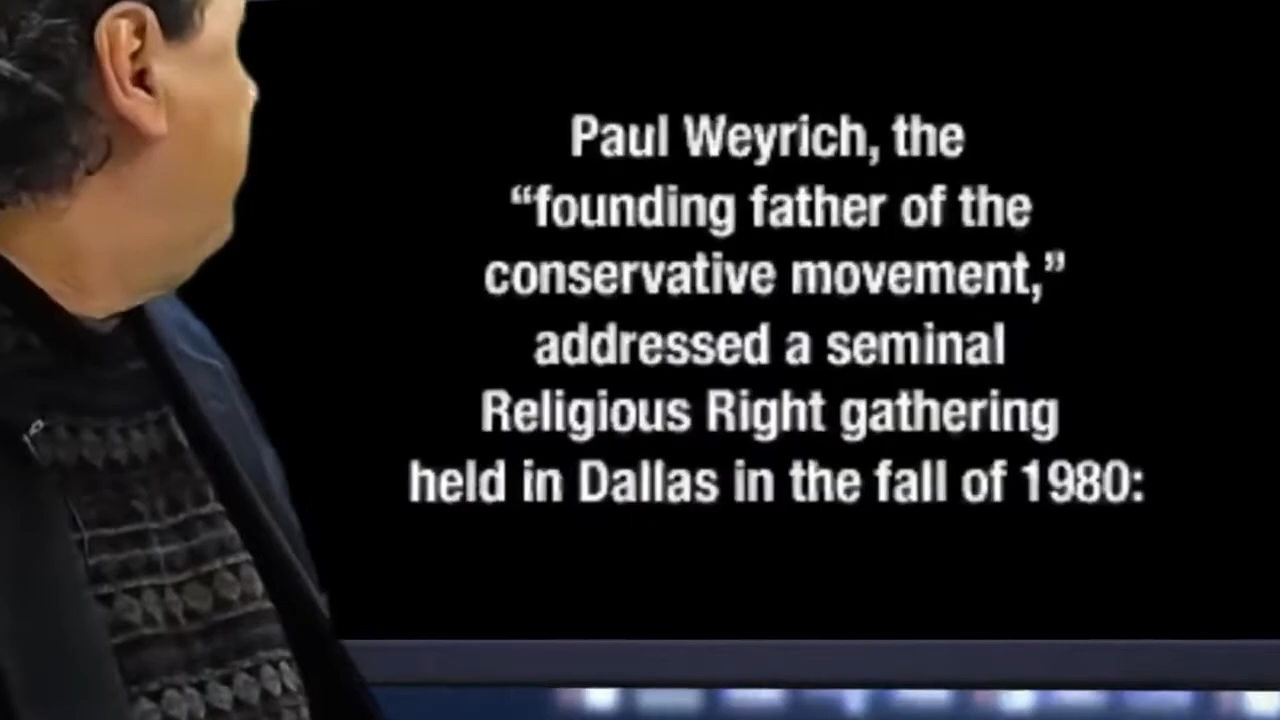 Paul Weyrich, the
“founding father of the
conservative movement,”
addressed a seminal
Religious Right gathering
held in Dallas in the fall of 1980: